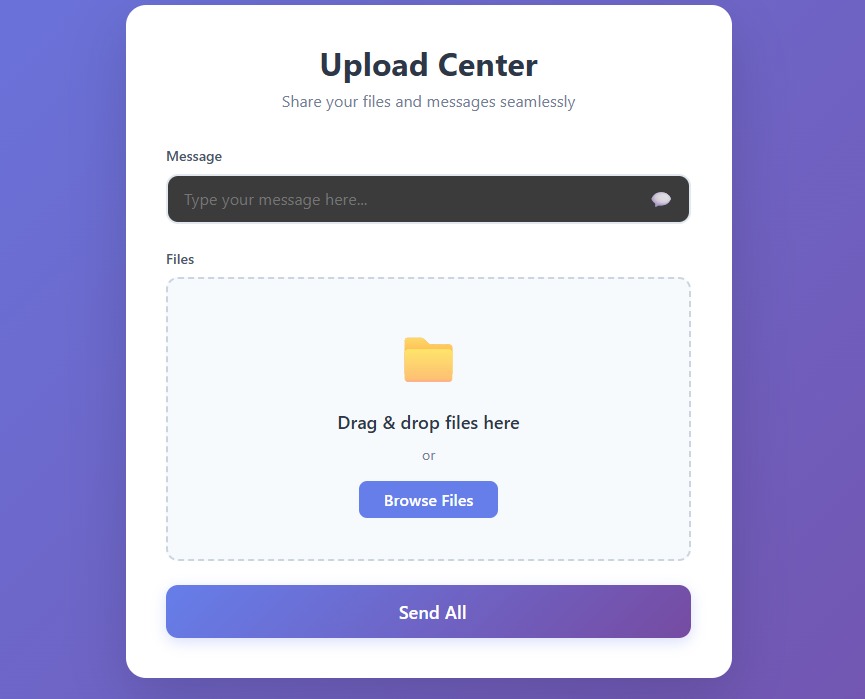 Upload Center
Share your files and messages seamlessly
Message
Type your message here...
Files
Drag & drop files here
or
Browse Files
Send All